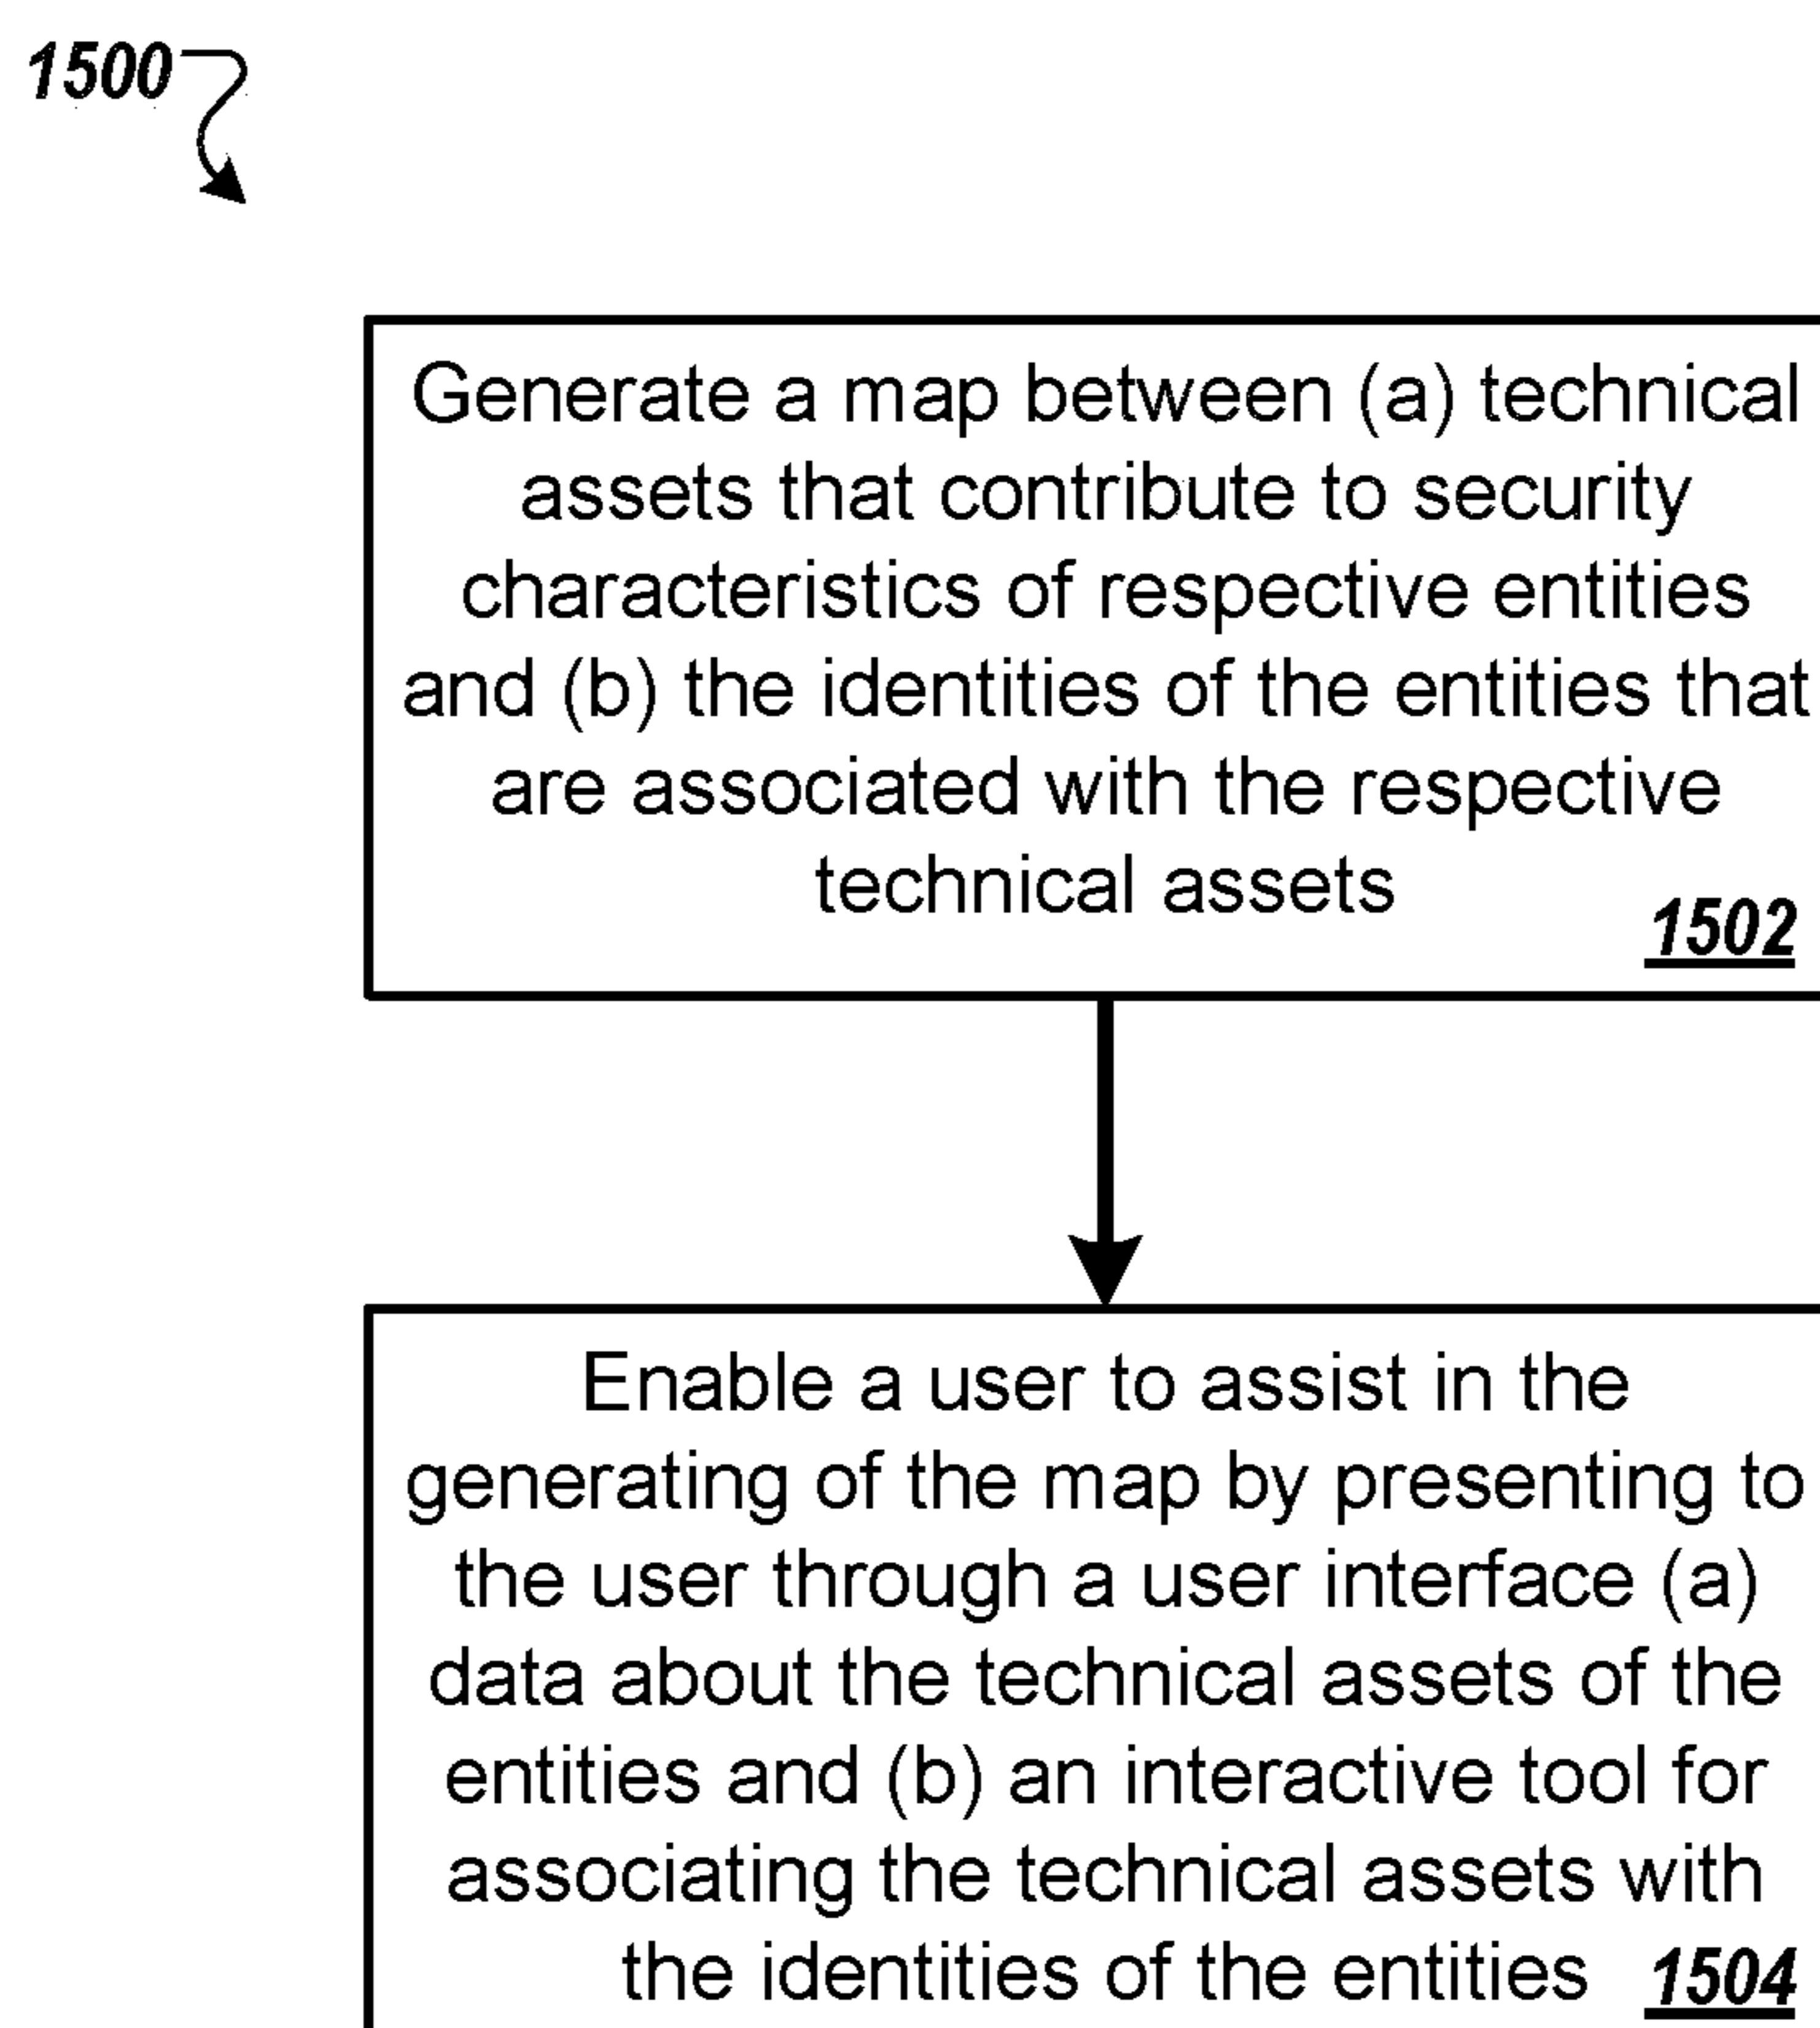 1500
Generate a map between (a) technical
assets that contribute to security
characteristics of respective entities
and (b) the identities of the entities that
are associated with the respective
technical assets
1502
Enable a user to assist in the
generating of the map by presenting to
the user through a user interface (a)
data about the technical assets of the
entities and (b) an interactive tool for
associating the technical assets with
the identities of the entities 1504